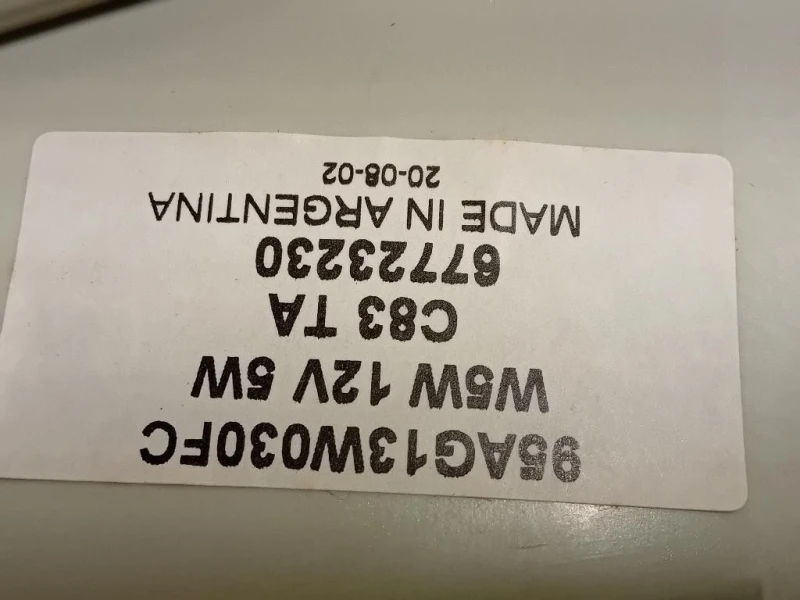 95AG13W030FC
W5W 12V 5W
C83 TA
67723230
MADE IN ARGENTINA
20-08-02